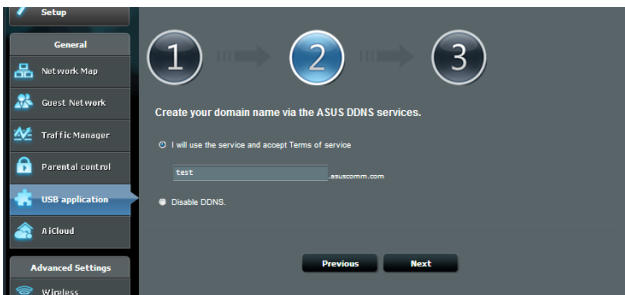 Setup
General
Network Map
Guest Network
Traffic Manager
Parental control
USB application
AiCloud
Advanced Settings
Wireless
1
2
3
Create your domain name via the ASUS DDNS services.
I will use the service and accept Terms of service
test .asuscomm.com
Disable DDNS.
Previous Next